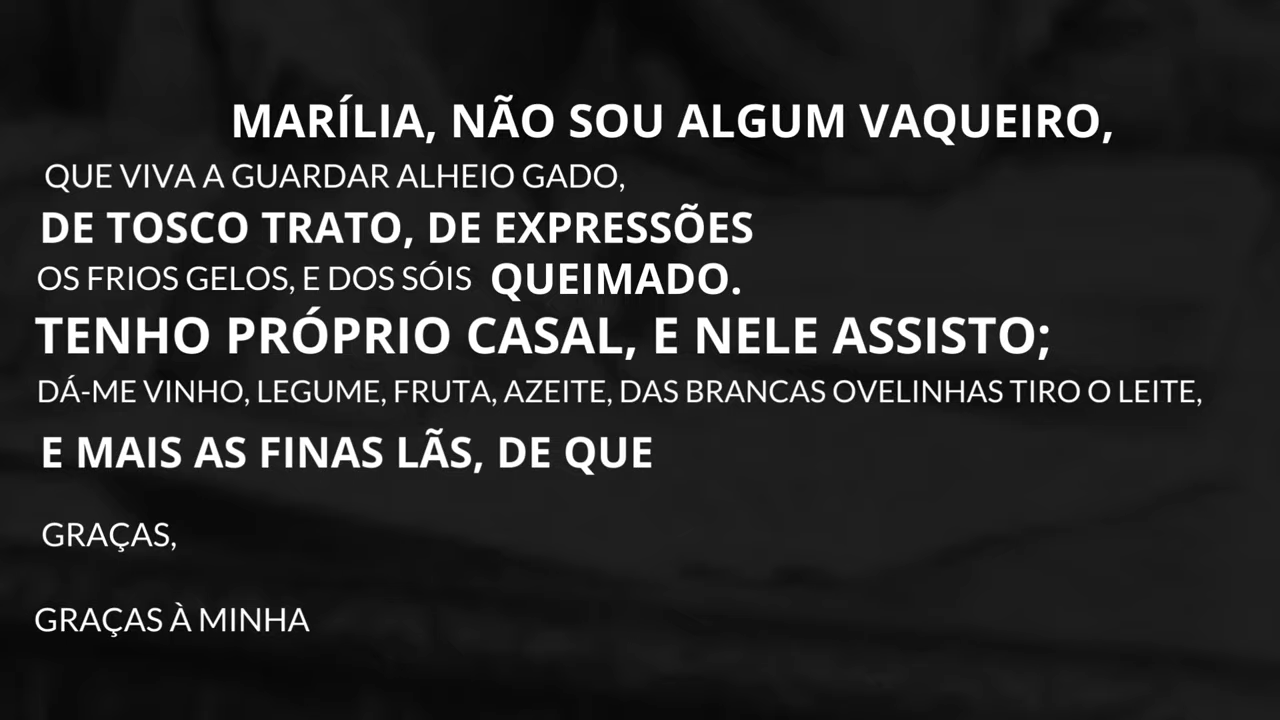 MARÍLIA, NÃO SOU ALGUM VAQUEIRO,
QUE VIVA A GUARDAR ALHEIO GADO,
DE TOSCO TRATO, DE EXPRESSÕES
OS FRIOS GELOS, E DOS SÓIS QUEIMADO.
TENHO PRÓPRIO CASAL, E NELE ASSISTO;
DÁ-ME VINHO, LEGUME, FRUTA, AZEITE, DAS BRANCAS OVELINHAS TIRO O LEITE,
E MAIS AS FINAS LÃS, DE QUE
GRAÇAS,
GRAÇAS À MINHA